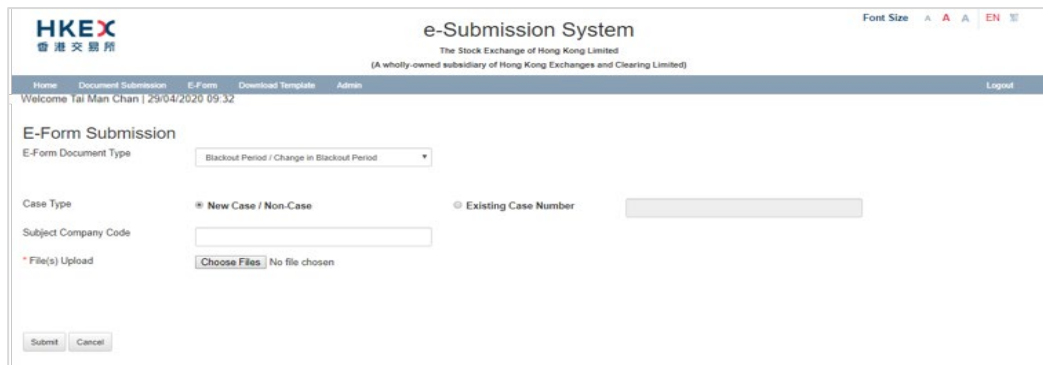 HKEX
香港交易所
e-Submission System
The Stock Exchange of Hong Kong Limited
(A wholly-owned subsidiary of Hong Kong Exchanges and Clearing Limited)
Font Size A A A EN 繁
Home Document Submission E-Form Download Template Admin Logout
Welcome Tai Man Chan | 29/04/2020 09:32
E-Form Submission
E-Form Document Type Blackout Period / Change in Blackout Period
Case Type New Case / Non-Case Existing Case Number
Subject Company Code
* File(s) Upload Choose Files No file chosen
Submit Cancel